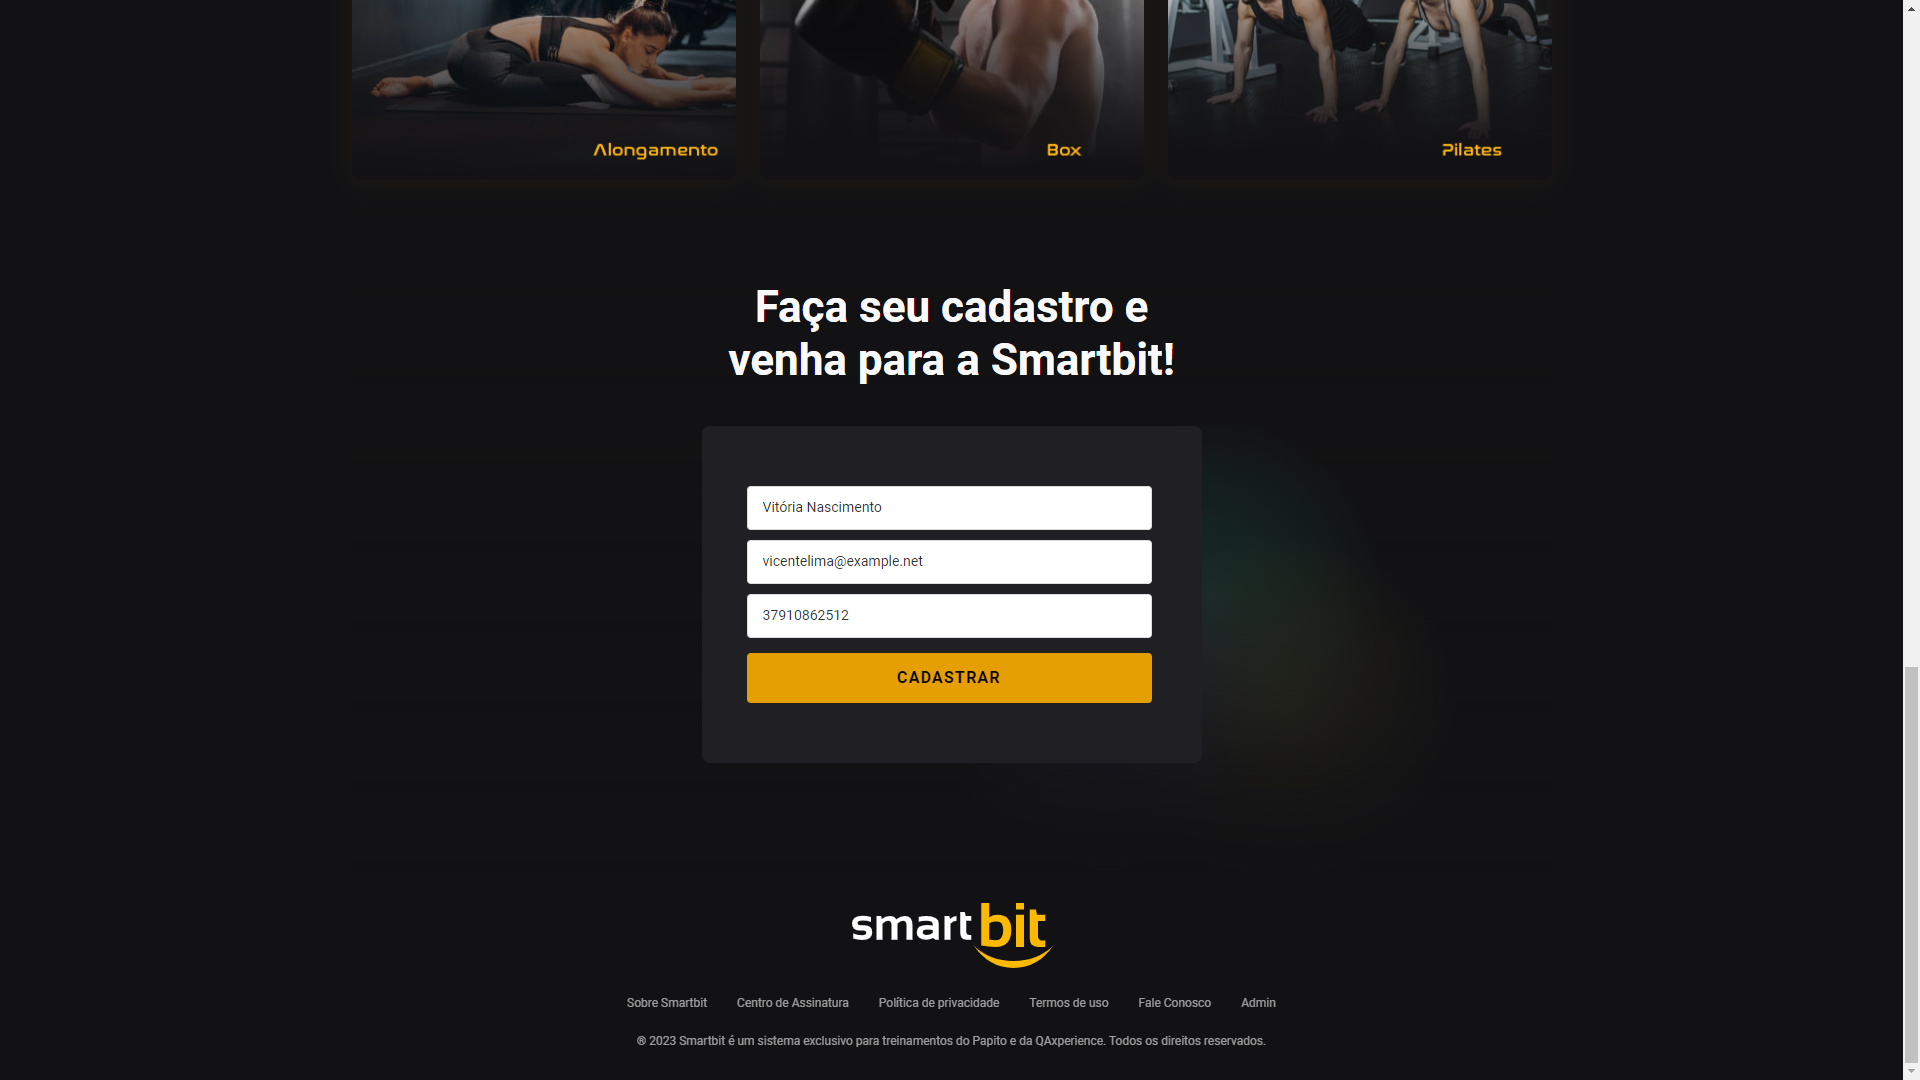 Alongamento
Box
Pilates
Faça seu cadastro e
venha para a Smartbit!
Vitória Nascimento
vicentelima@example.net
37910862512
CADASTRAR
smartbit
Sobre Smartbit Centro de Assinatura Política de privacidade Termos de uso Fale Conosco Admin
® 2023 Smartbit é um sistema exclusivo para treinamentos do Papito e da QAxperience. Todos os direitos reservados.